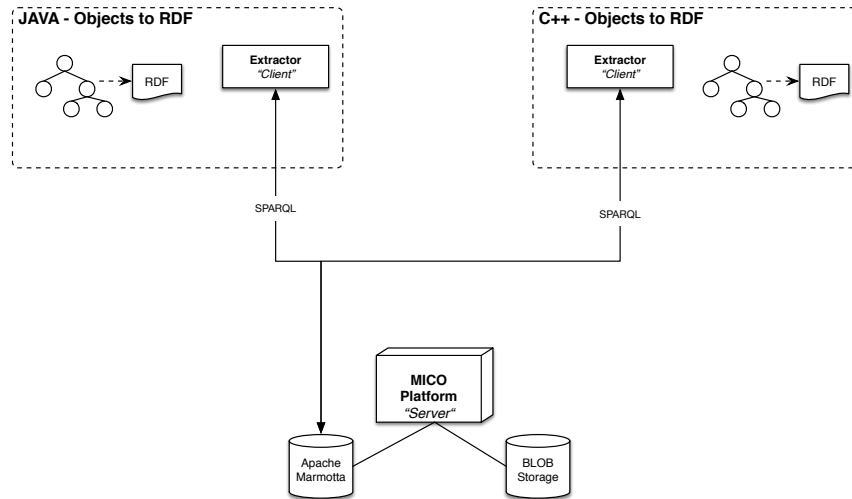 JAVA - Objects to RDF
C++ - Objects to RDF
RDF
Extractor
"Client"
Extractor
"Client"
RDF
SPARQL
SPARQL
MICO
Platform
"Server"
Apache
Marmotta
BLOB
Storage